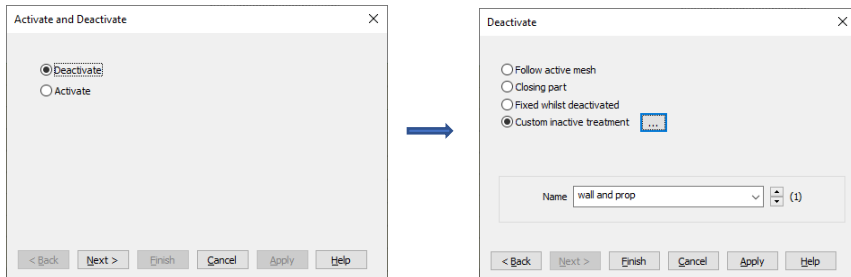 Activate and Deactivate
Deactivate
Activate
< Back Next > Finish Cancel Apply Help
Deactivate
Follow active mesh
Closing part
Fixed whilst deactivated
Custom inactive treatment ...
Name wall and prop (1)
< Back Next > Finish Cancel Apply Help